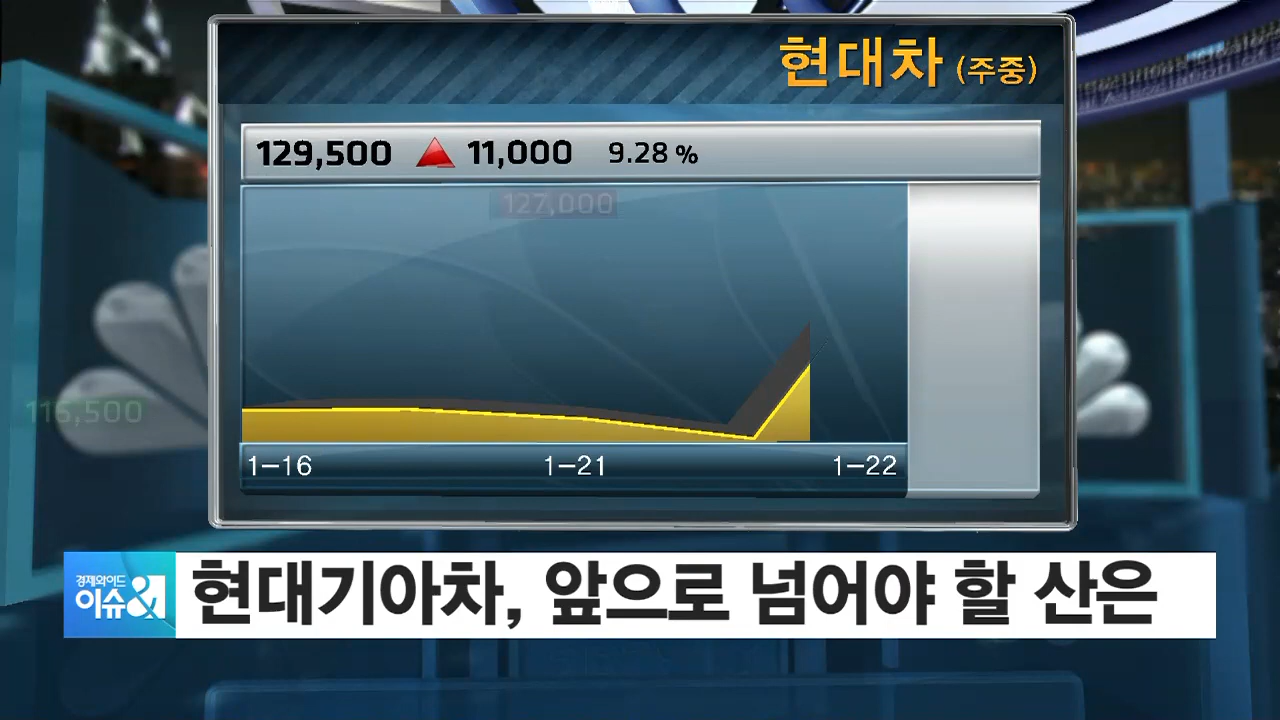 현대차 (주중)
129,500 ▲ 11,000 9.28 %
127,000
116,500
1-16 1-21 1-22
경제와이드
이슈&
현대기아차, 앞으로 넘어야 할 산은